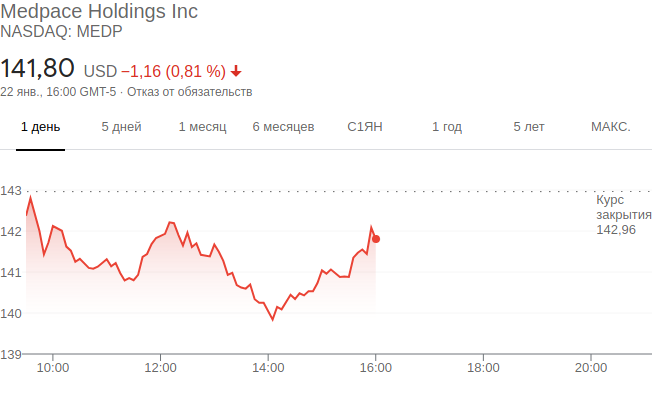 Medpace Holdings Inc
NASDAQ: MEDP
141,80 USD −1,16 (0,81 %)
22 янв., 16:00 GMT-5 · Отказ от обязательств
1 день 5 дней 1 месяц 6 месяцев С1ЯН 1 год 5 лет МАКС.
143
Курс
закрытия
142,96
142
141
140
139
10:00 12:00 14:00 16:00 18:00 20:00